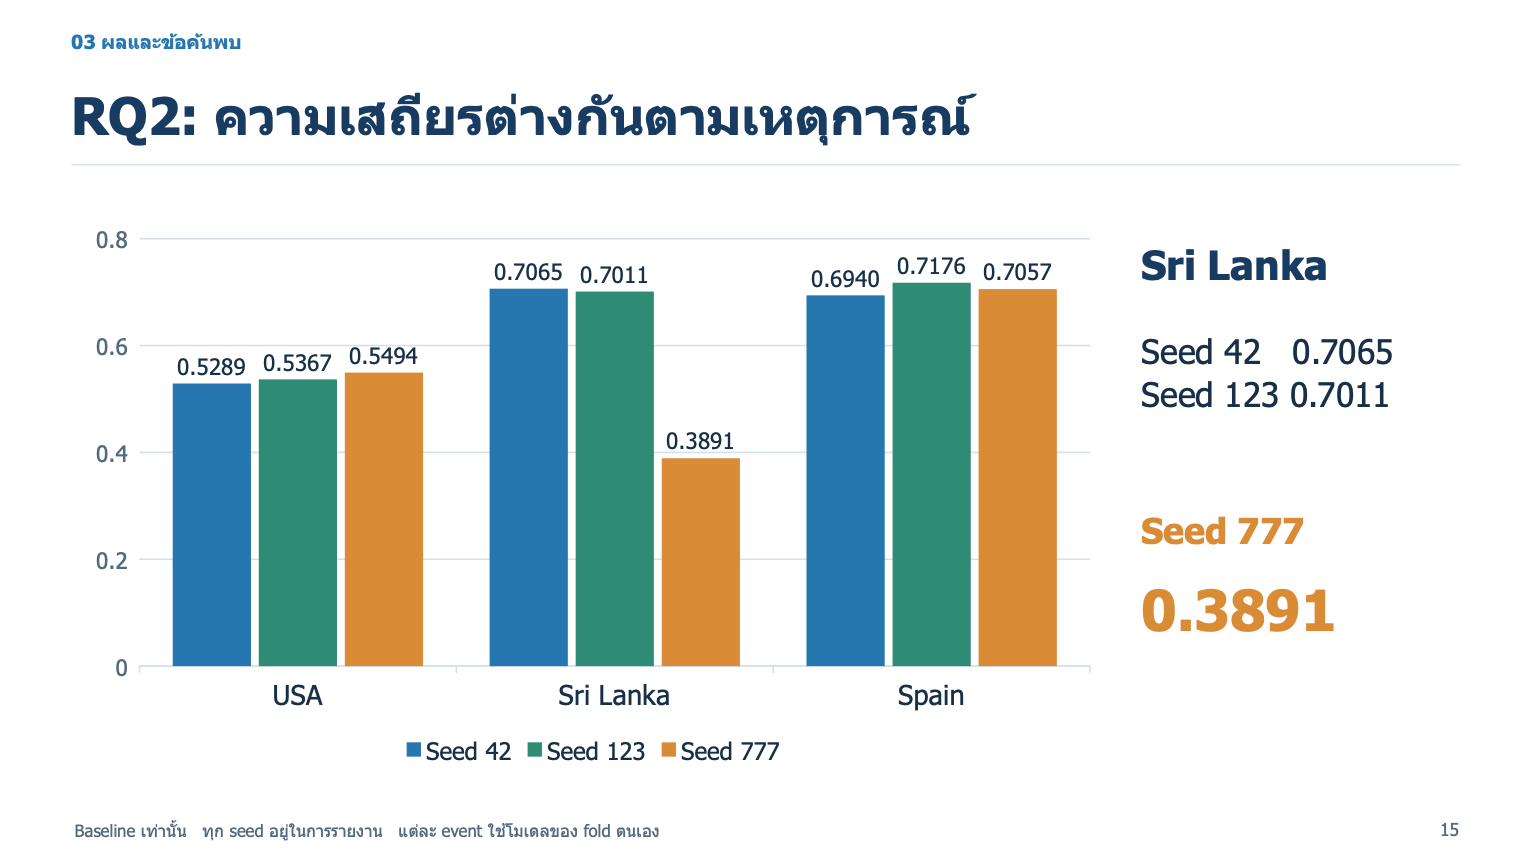 03 ผลและข้อค้นพบ
RQ2: ความเสถียรต่างกันตามเหตุการณ์
0.8
0.6
0.4
0.2
0
0.5289
0.5367
0.5494
0.7065
0.7011
0.3891
0.6940
0.7176
0.7057
USA
Sri Lanka
Spain
Seed 42
Seed 123
Seed 777
Sri Lanka
Seed 42 0.7065
Seed 123 0.7011
Seed 777
0.3891
Baseline เท่านั้น ทุก seed อยู่ในการรายงาน แต่ละ event ใช้โมเดลของ fold ตนเอง
15